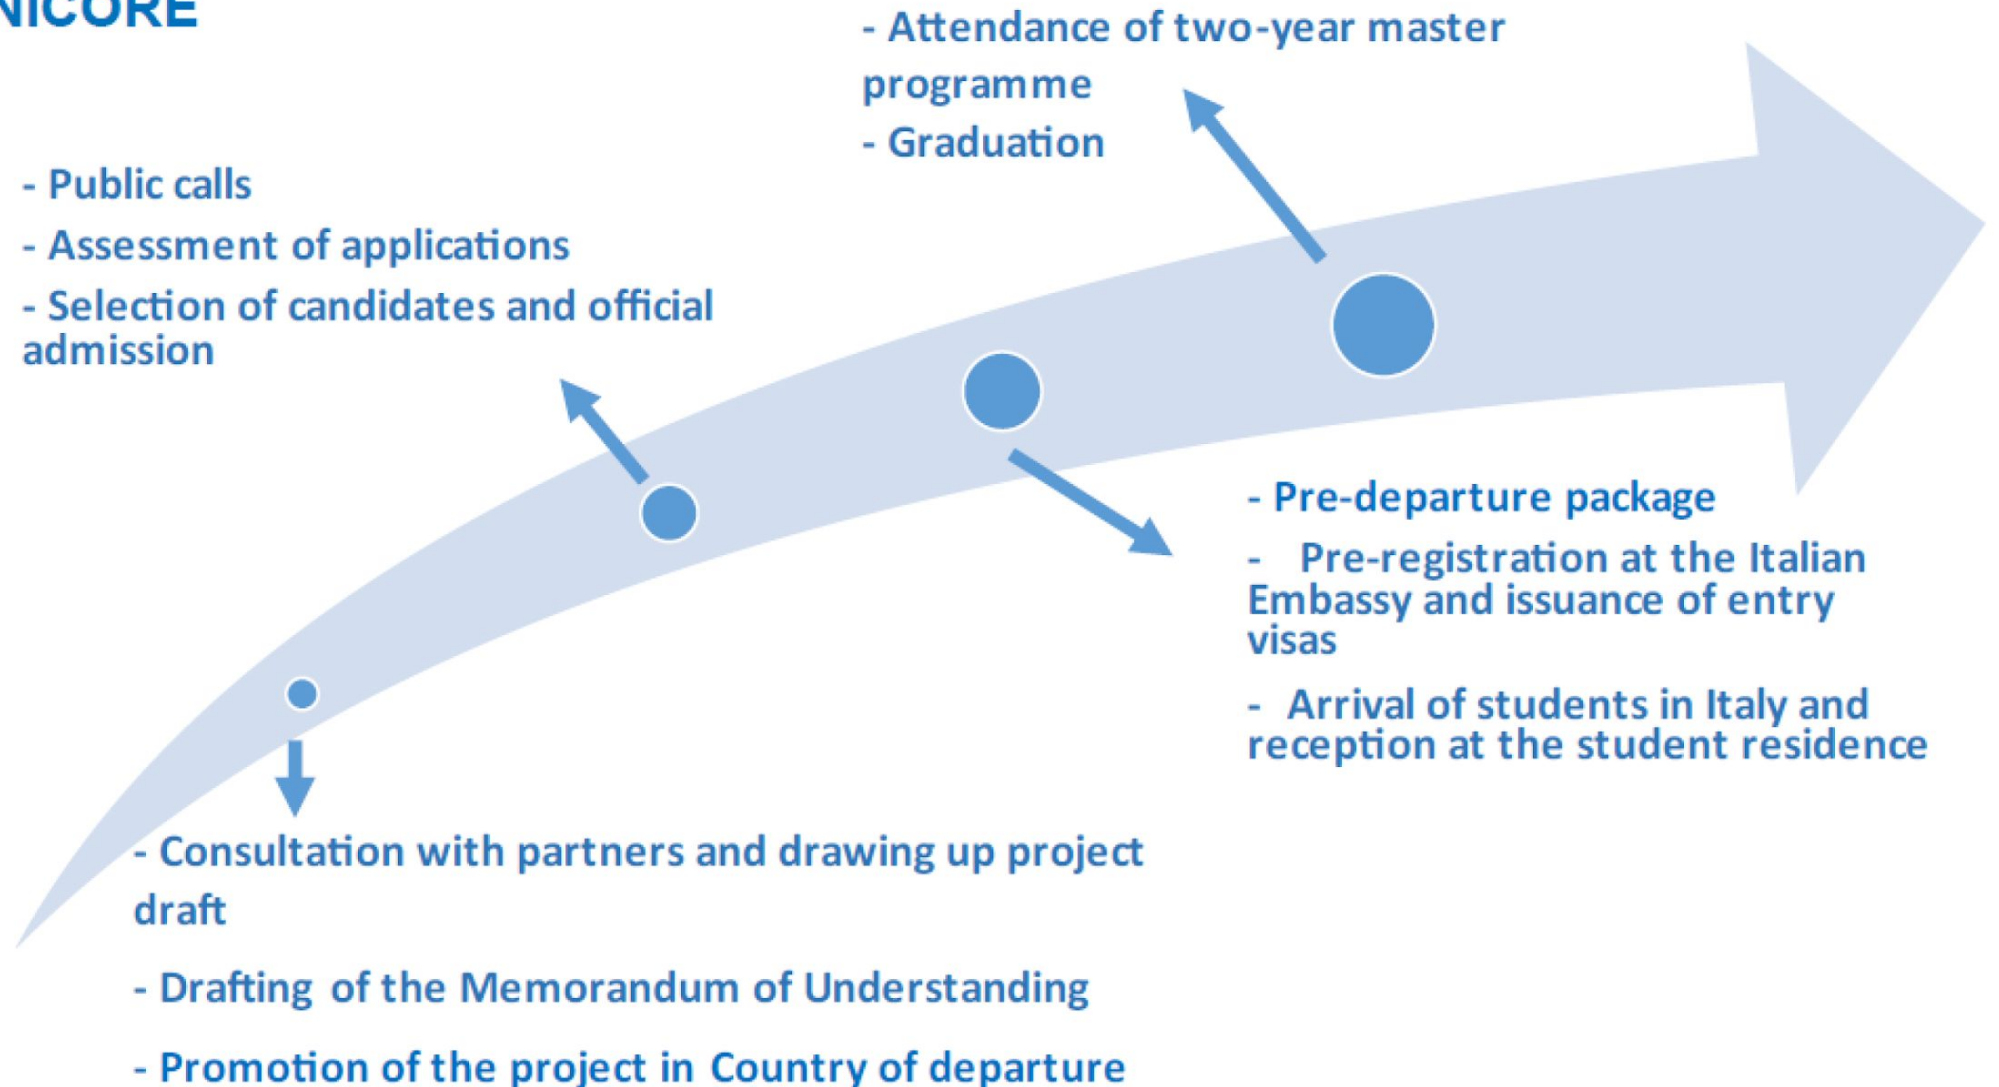 NICORE
- Attendance of two-year master
programme
- Graduation
- Public calls
- Assessment of applications
- Selection of candidates and official
admission
- Pre-departure package
- Pre-registration at the Italian
Embassy and issuance of entry
visas
- Arrival of students in Italy and
reception at the student residence
- Consultation with partners and drawing up project
draft
- Drafting of the Memorandum of Understanding
- Promotion of the project in Country of departure